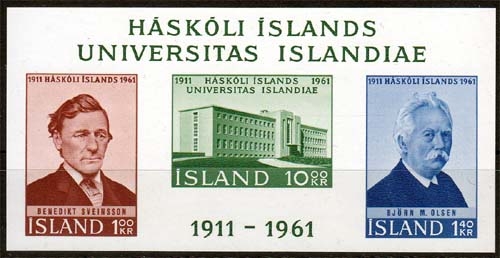 HÁSKÓLI ÍSLANDS
UNIVERSITAS ISLANDIAE
1911 HÁSKÓLI ÍSLANDS 1961
BENEDIKT SVEINSSON
ÍSLAND 1.00 KR
1911 HÁSKÓLI ÍSLANDS 1961
UNIVERSITAS ISLANDIAE
ÍSLAND 10.00 KR
1911 HÁSKÓLI ÍSLANDS 1961
BJÖRN M. OLSEN
ÍSLAND 1.40 KR
1911 - 1961